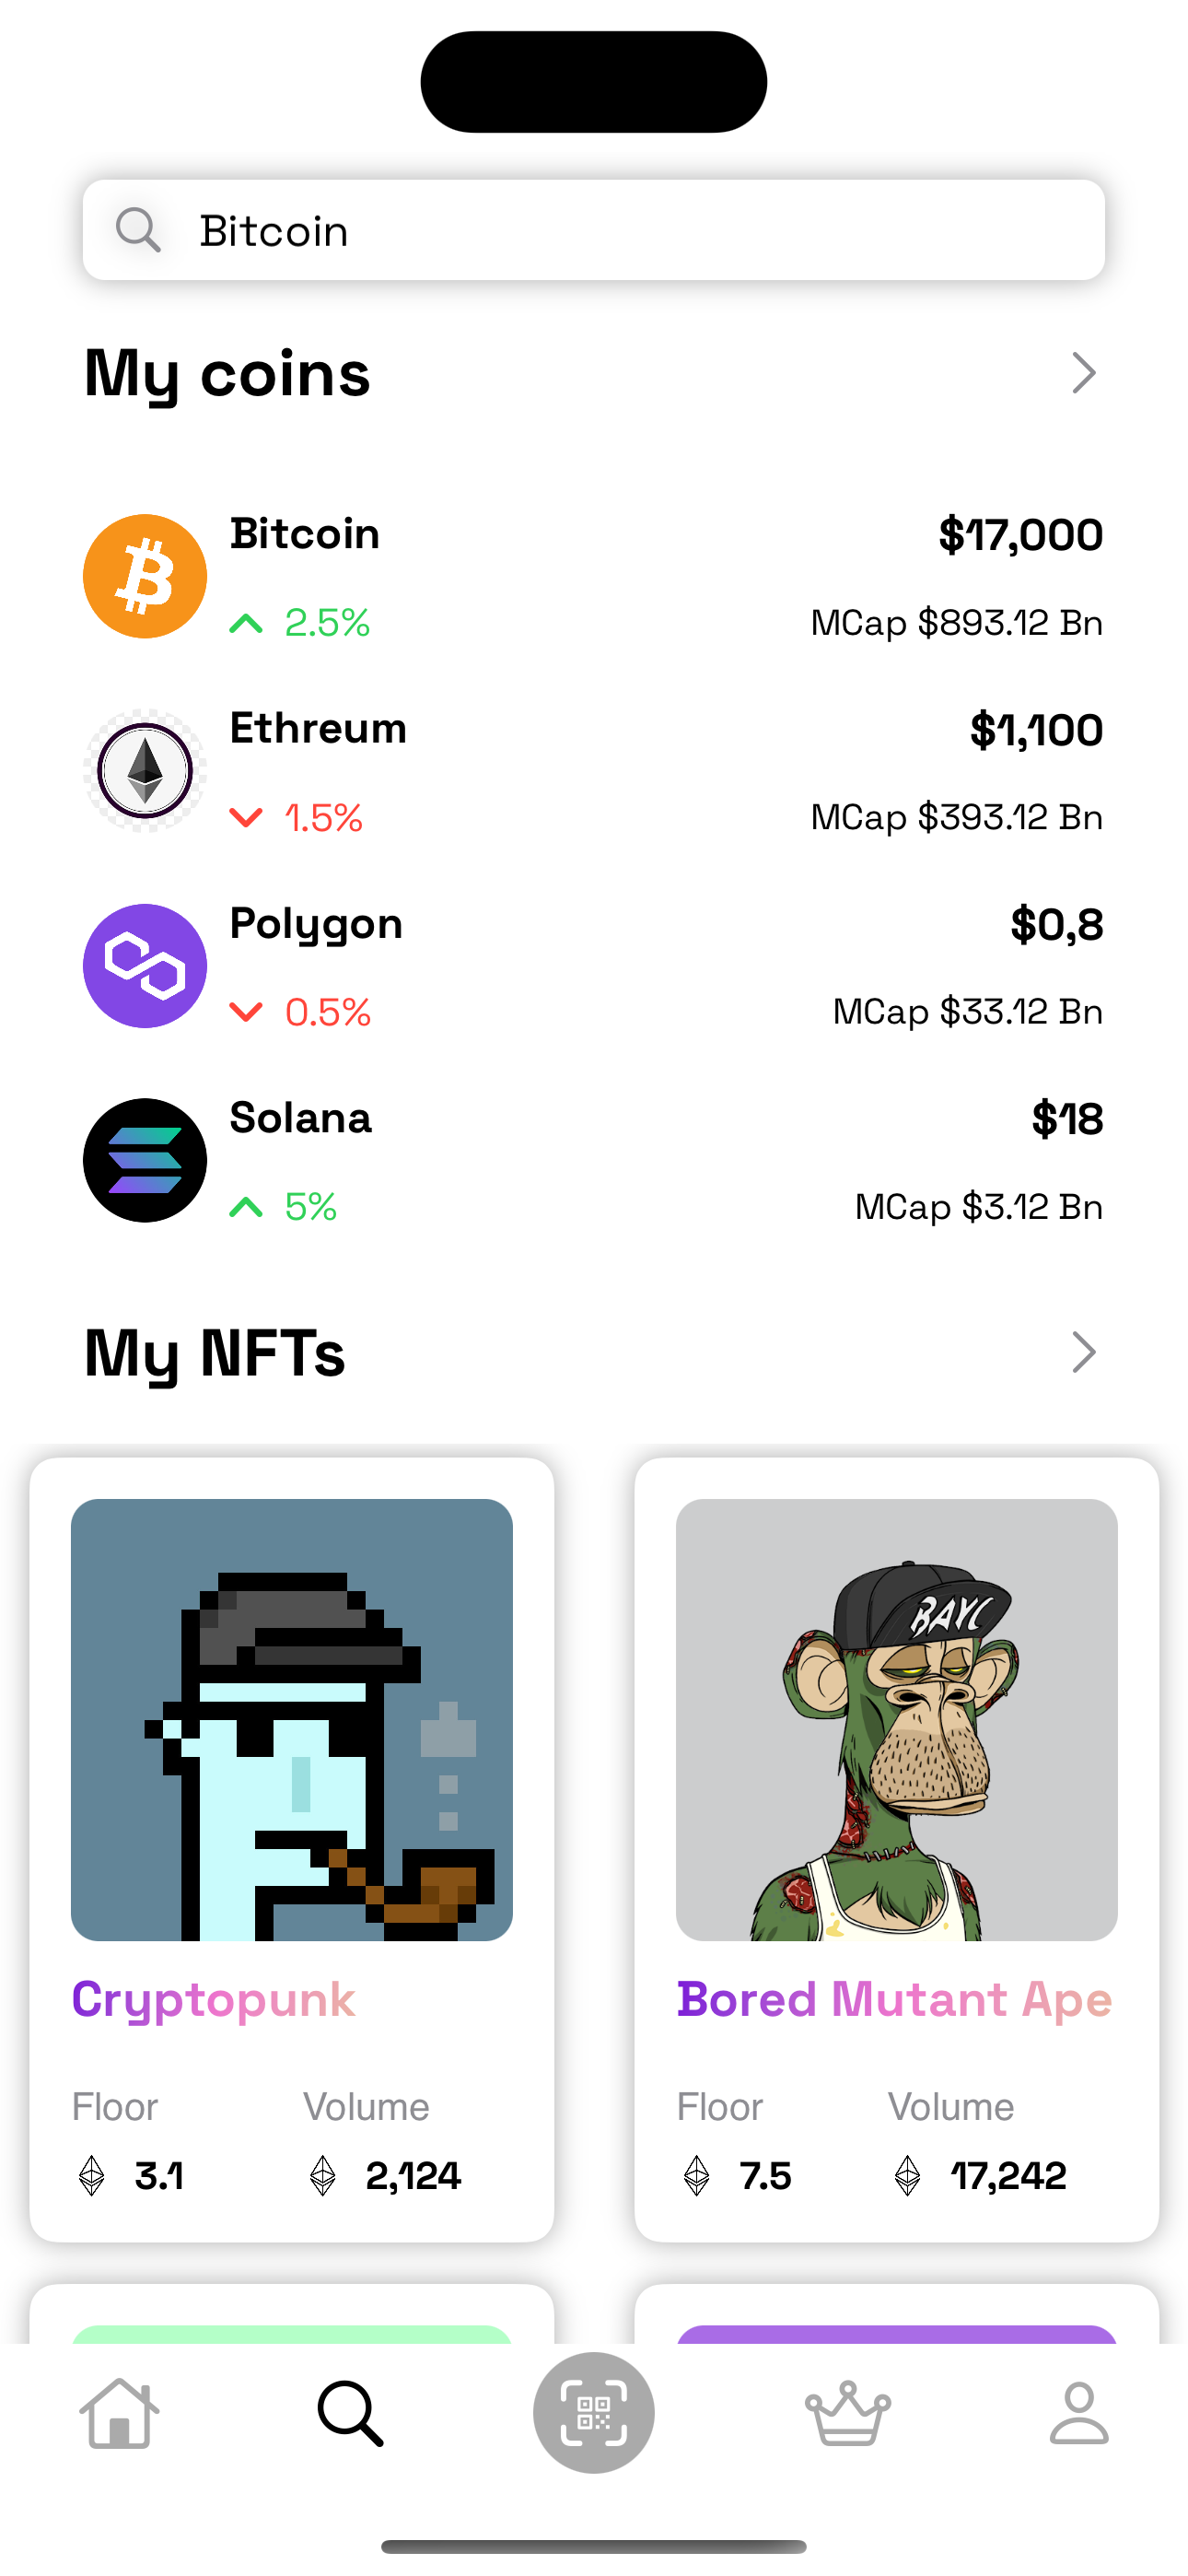 Bitcoin
My coins
Bitcoin
$17,000
2.5%
MCap $893.12 Bn
Ethreum
$1,100
1.5%
MCap $393.12 Bn
Polygon
$0,8
0.5%
MCap $33.12 Bn
Solana
$18
5%
MCap $3.12 Bn
My NFTs
BAYC
Cryptopunk
Bored Mutant Ape
Floor Volume
Floor Volume
3.1 2,124
7.5 17,242